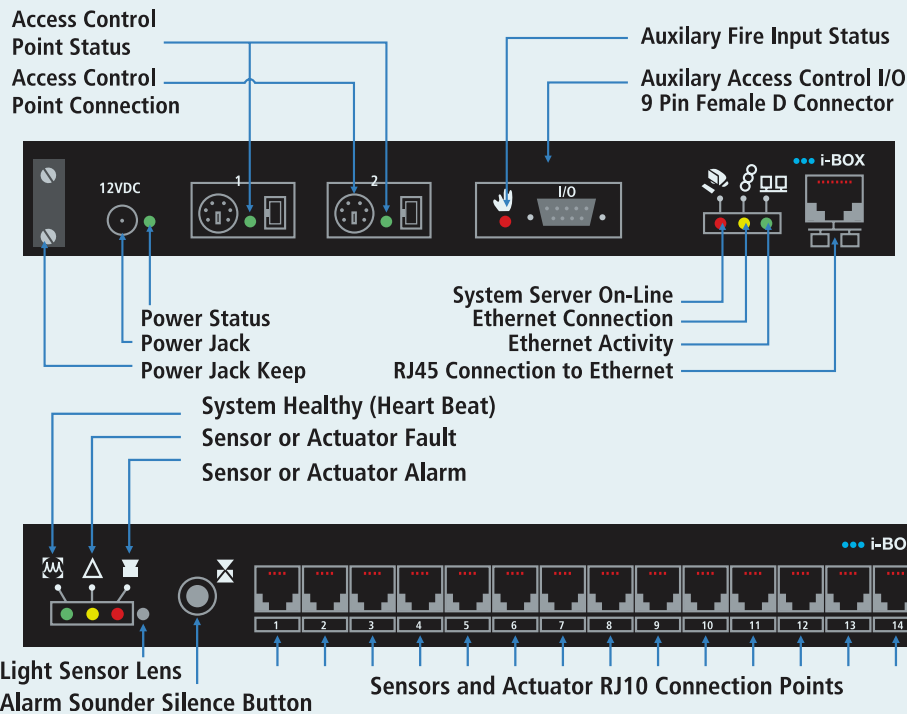 Access Control
Point Status
Access Control
Point Connection
Auxilary Fire Input Status
Auxilary Access Control I/O
9 Pin Female D Connector
i-BOX
12VDC
1
2
I/O
System Server On-Line
Ethernet Connection
Ethernet Activity
RJ45 Connection to Ethernet
Power Status
Power Jack
Power Jack Keep
System Healthy (Heart Beat)
Sensor or Actuator Fault
Sensor or Actuator Alarm
i-BO
1 2 3 4 5 6 7 8 9 10 11 12 13 14
Light Sensor Lens
Alarm Sounder Silence Button
Sensors and Actuator RJ10 Connection Points